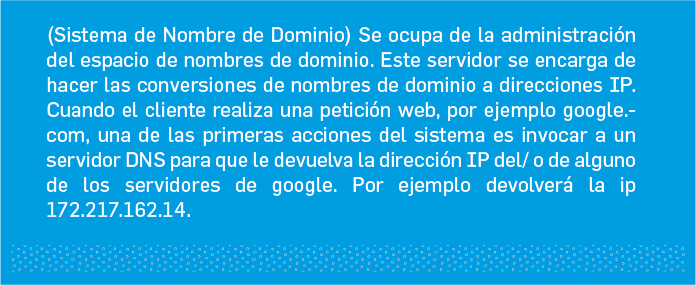 (Sistema de Nombre de Dominio) Se ocupa de la administración
del espacio de nombres de dominio. Este servidor se encarga de
hacer las conversiones de nombres de dominio a direcciones IP.
Cuando el cliente realiza una petición web, por ejemplo google.-
com, una de las primeras acciones del sistema es invocar a un
servidor DNS para que le devuelva la dirección IP del/ o de alguno
de los servidores de google. Por ejemplo devolverá la ip
172.217.162.14.